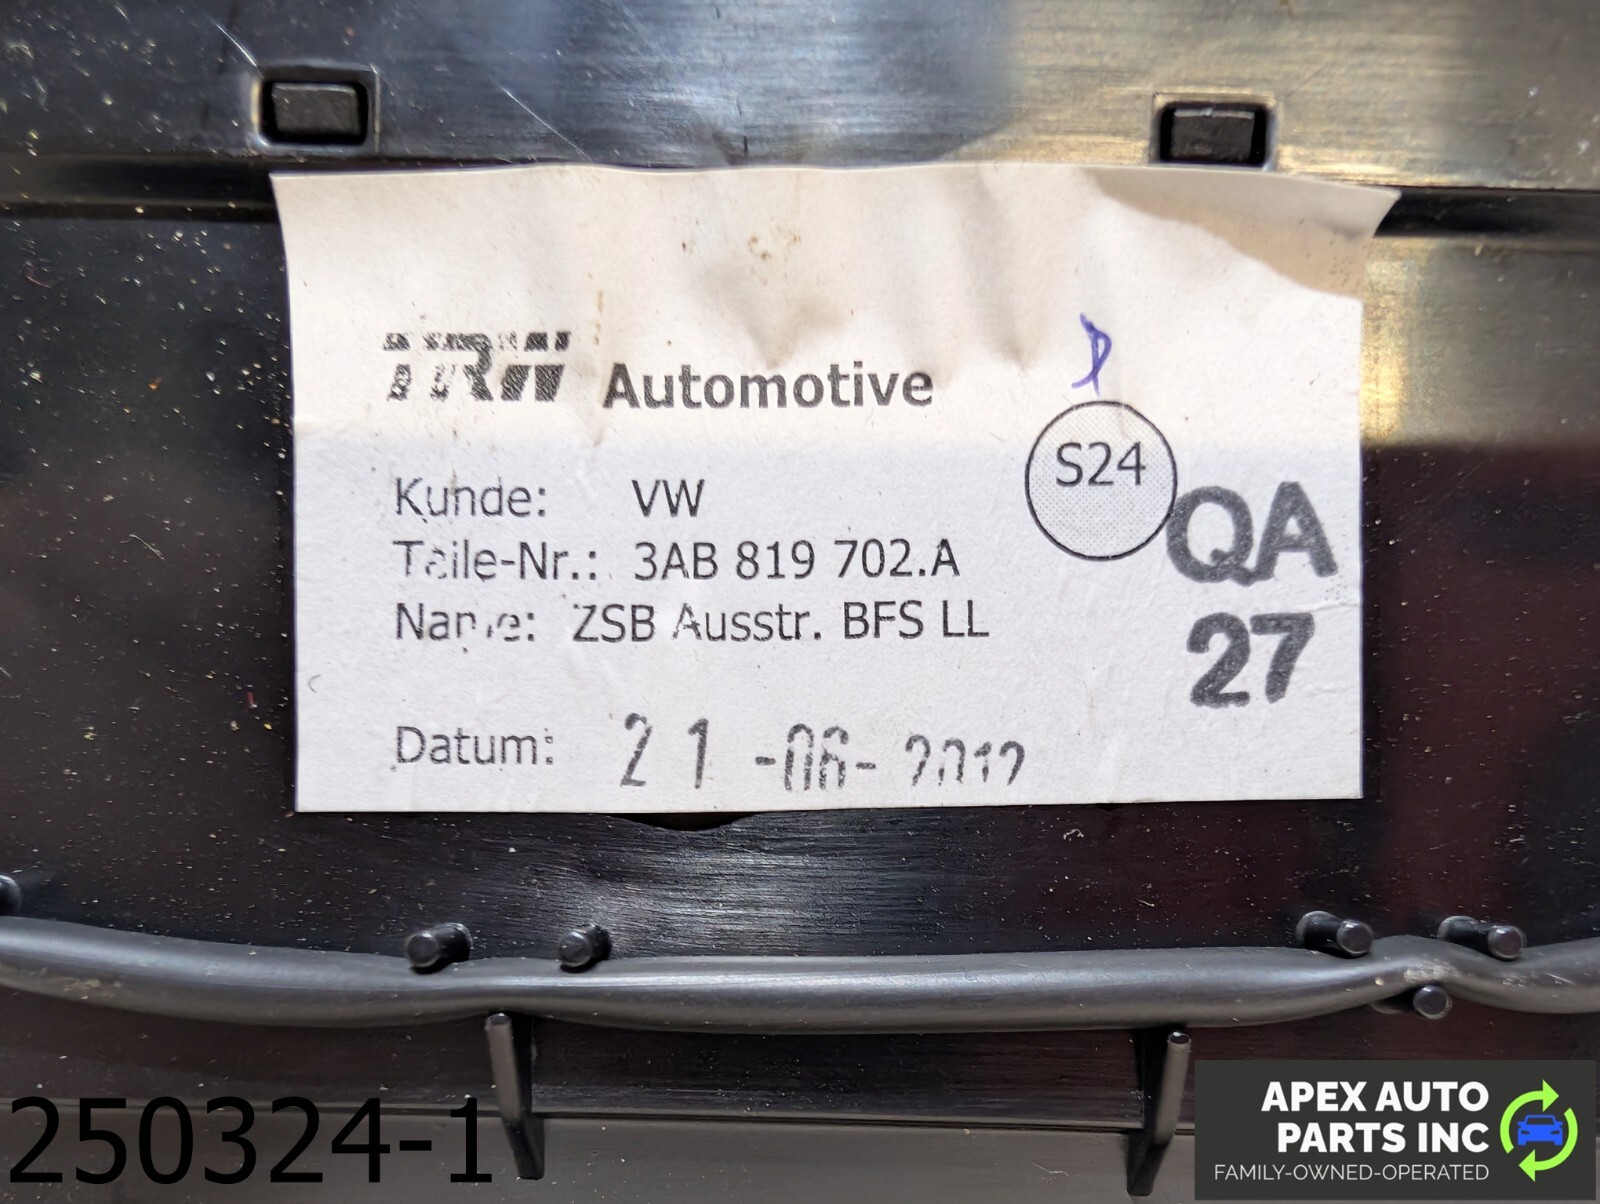 TRW Automotive
S24
Kunde: VW
QA
Teile-Nr.: 3AB 819 702.A
Name: ZSB Ausstr. BFS LL
27
Datum: 21-06-2012
250324-1
APEX AUTO
PARTS INC
FAMILY-OWNED-OPERATED